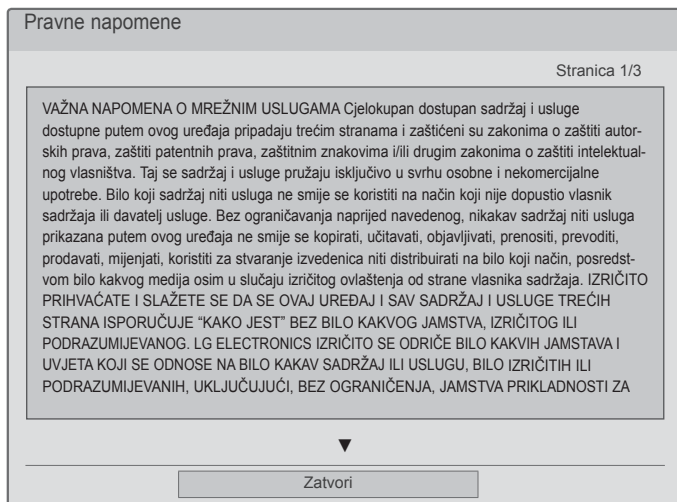 Pravne napomene
Stranica 1/3
VAŽNA NAPOMENA O MREŽNIM USLUGAMA Cjelokupan dostupan sadržaj i usluge
dostupne putem ovog uređaja pripadaju trećim stranama i zaštićeni su zakonima o zaštiti autor-
skih prava, zaštiti patentnih prava, zaštitnim znakovima i/ili drugim zakonima o zaštiti intelektual-
nog vlasništva. Taj se sadržaj i usluge pružaju isključivo u svrhu osobne i nekomercijalne
upotrebe. Bilo koji sadržaj niti usluga ne smije se koristiti na način koji nije dopustio vlasnik
sadržaja ili davatelj usluge. Bez ograničavanja naprijed navedenog, nikakav sadržaj niti usluga
prikazana putem ovog uređaja ne smije se kopirati, učitavati, objavljivati, prenositi, prevoditi,
prodavati, mijenjati, koristiti za stvaranje izvedenica niti distribuirati na bilo koji način, posredst-
vom bilo kakvog medija osim u slučaju izričitog ovlaštenja od strane vlasnika sadržaja. IZRIČITO
PRIHVAĆATE I SLAŽETE SE DA SE OVAJ UREĐAJ I SAV SADRŽAJ I USLUGE TREĆIH
STRANA ISPORUČUJE “KAKO JEST” BEZ BILO KAKVOG JAMSTVA, IZRIČITOG ILI
PODRAZUMIJEVANOG. LG ELECTRONICS IZRIČITO SE ODRIČE BILO KAKVIH JAMSTAVA I
UVJETA KOJI SE ODNOSE NA BILO KAKAV SADRŽAJ ILI USLUGU, BILO IZRIČITIH ILI
PODRAZUMIJEVANIH, UKLJUČUJUĆI, BEZ OGRANIČENJA, JAMSTVA PRIKLADNOSTI ZA
▼
Zatvori